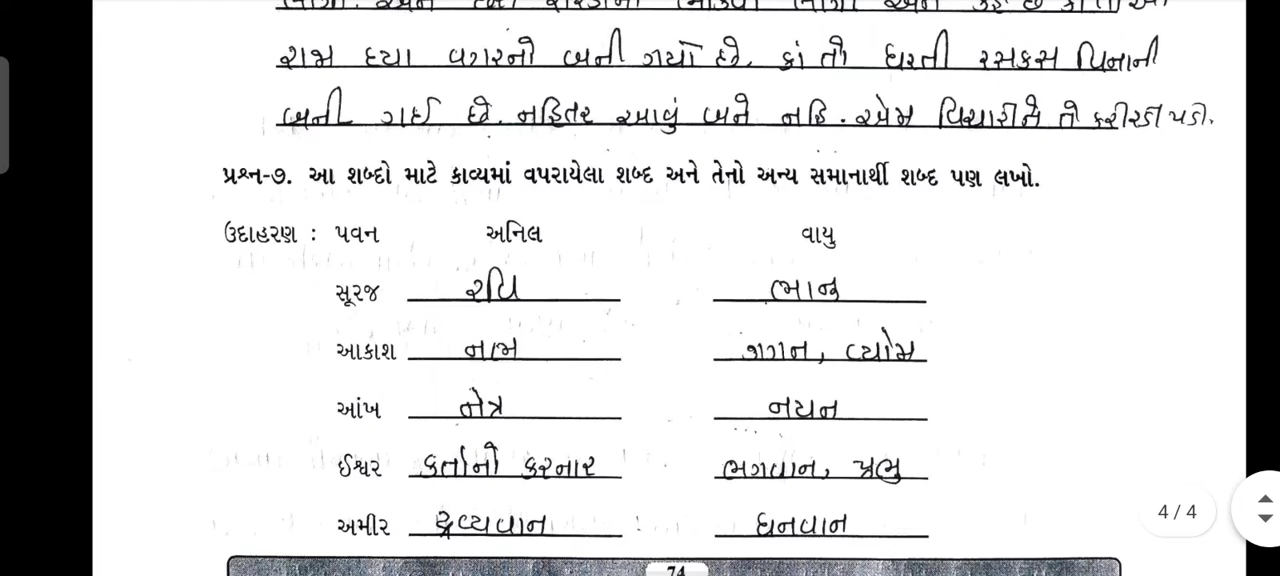 રાજા દયા વગરનો બની ગયો છે. કાં તો ધરતી રસકસ વિનાની
બની ગઈ છે. નહિતર આવું બને નહિ. એમ વિચારીને તે ફરી રડી પડી.
પ્રશ્ન-૭. આ શબ્દો માટે કાવ્યમાં વપરાયેલા શબ્દ અને તેનો અન્ય સમાનાર્થી શબ્દ પણ લખો.
ઉદાહરણ : પવન અનિલ વાયુ
સૂરજ રવિ ભાનુ
આકાશ નભ ગગન, વ્યોમ
આંખ નેત્ર નયન
ઈશ્વર કર્તાનો કરનાર ભગવાન, પ્રભુ
અમીર દ્રવ્યવાન ધનવાન
4 / 4
74